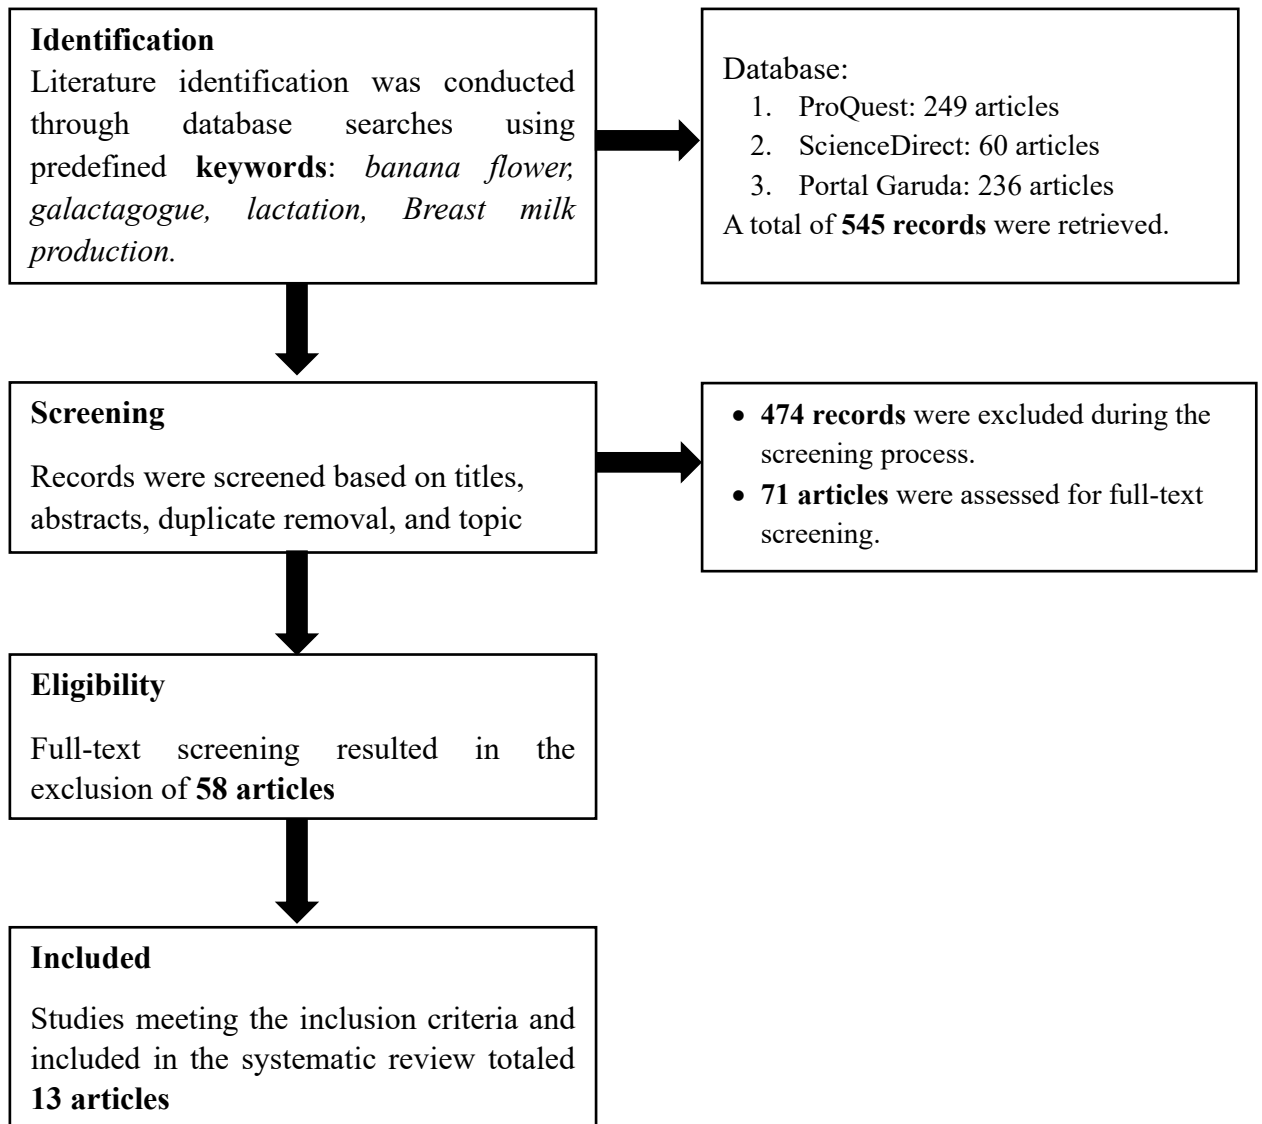 Identification
Literature identification was conducted
through database searches using
predefined keywords: banana flower,
galactagogue, lactation, Breast milk
production.
Database:
1. ProQuest: 249 articles
2. ScienceDirect: 60 articles
3. Portal Garuda: 236 articles
A total of 545 records were retrieved.
Screening
Records were screened based on titles,
abstracts, duplicate removal, and topic
• 474 records were excluded during the
screening process.
• 71 articles were assessed for full-text
screening.
Eligibility
Full-text screening resulted in the
exclusion of 58 articles
Included
Studies meeting the inclusion criteria and
included in the systematic review totaled
13 articles